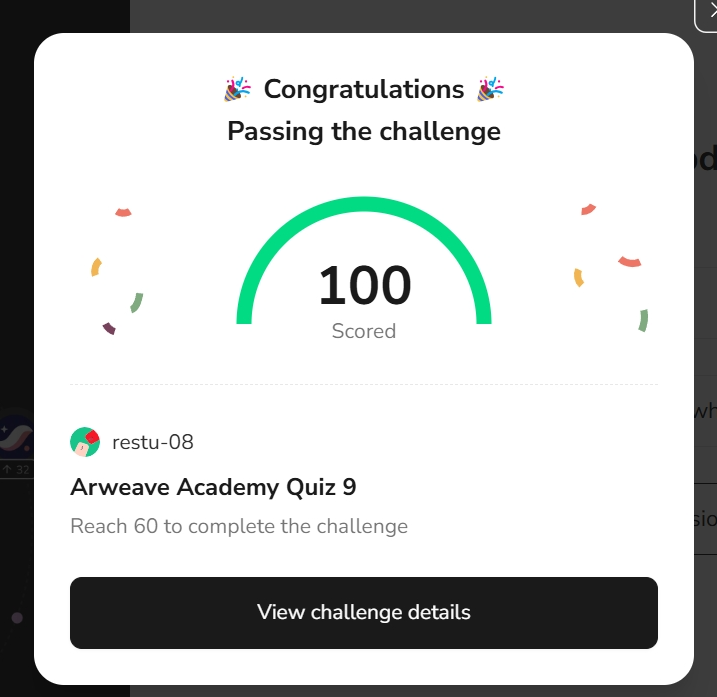 🎉 Congratulations 🎉
Passing the challenge
100
Scored
restu-08
Arweave Academy Quiz 9
Reach 60 to complete the challenge
View challenge details
↑ 32